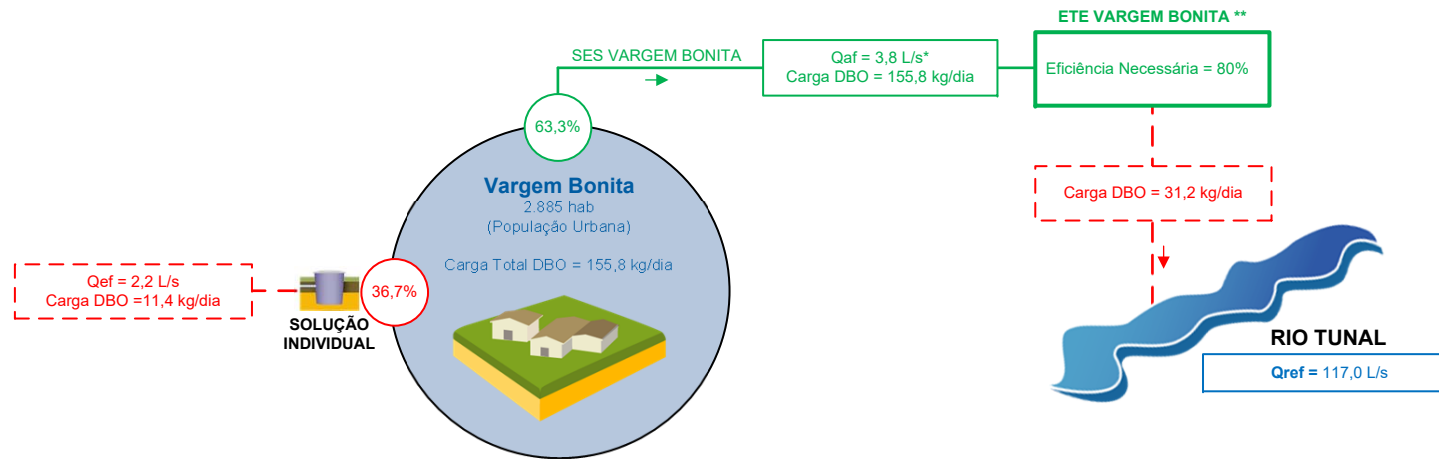 ETE VARGEM BONITA **
SES VARGEM BONITA
Qaf = 3,8 L/s*
Carga DBO = 155,8 kg/dia
Eficiência Necessária = 80%
63,3%
Carga DBO = 31,2 kg/dia
Vargem Bonita
2.885 hab
(População Urbana)
Carga Total DBO = 155,8 kg/dia
Qef = 2,2 L/s
Carga DBO =11,4 kg/dia
36,7%
SOLUÇÃO
INDIVIDUAL
RIO TUNAL
Qref = 117,0 L/s